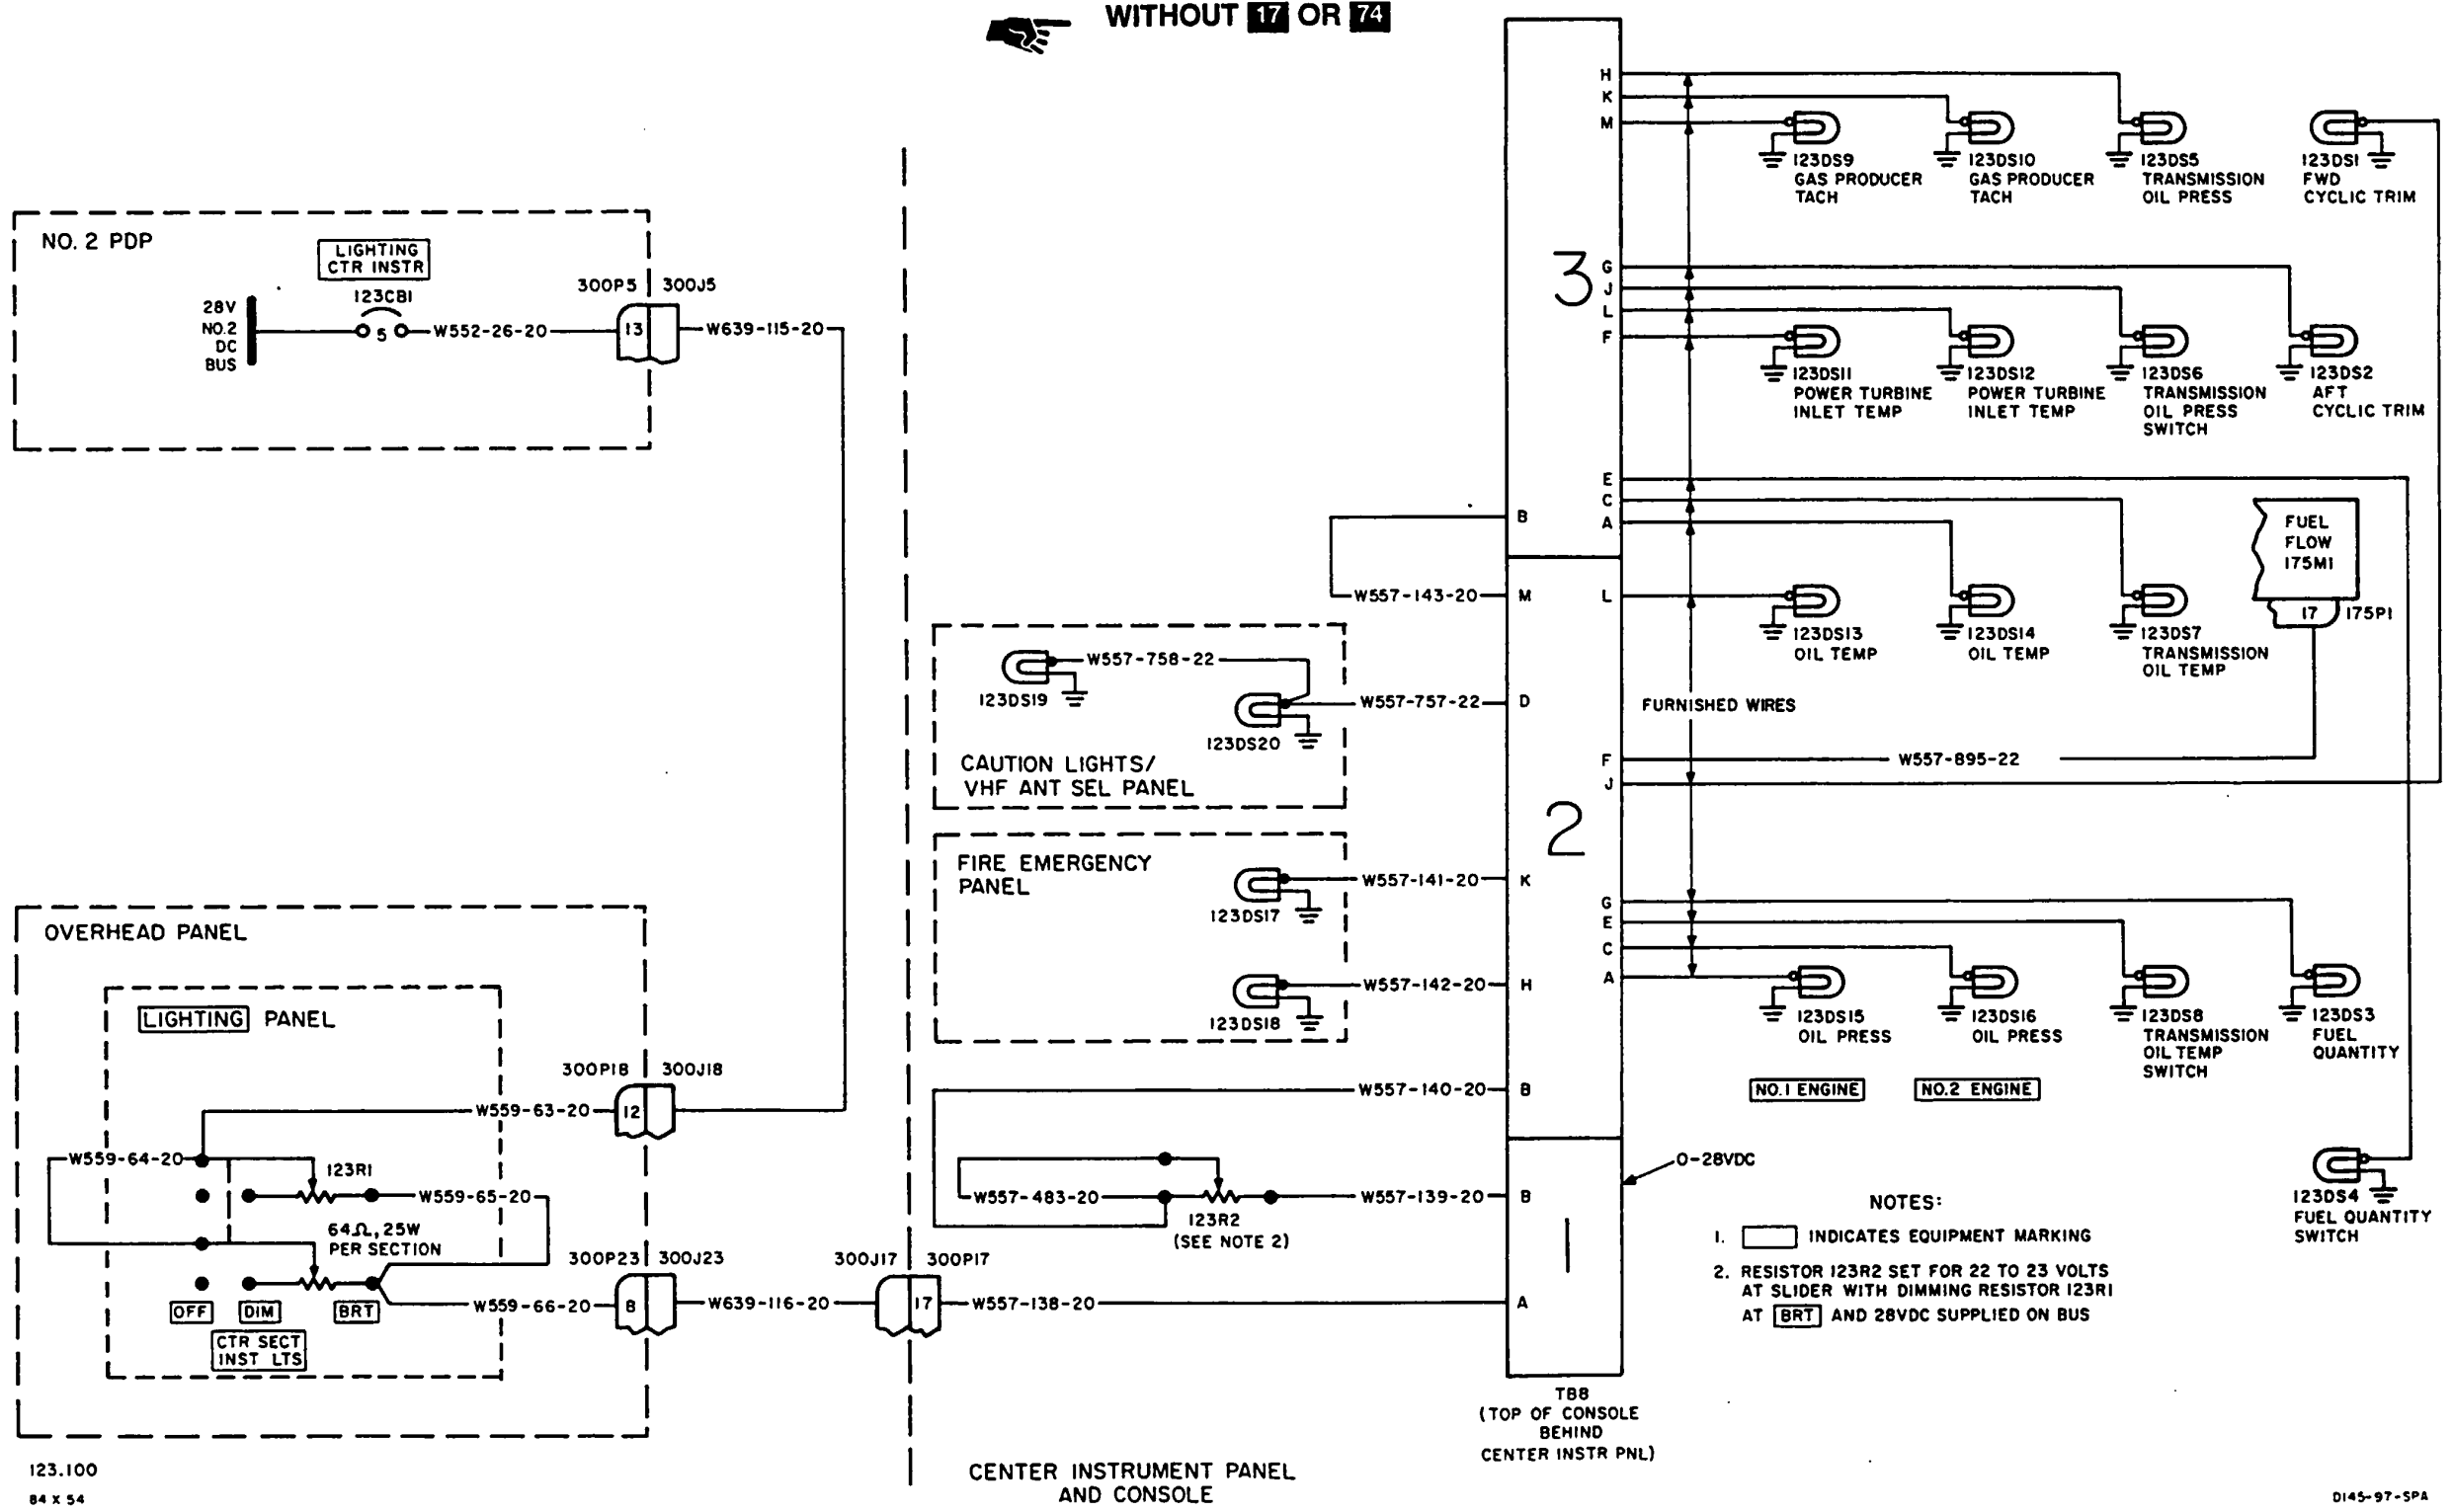 WITHOUT 17 OR 74
NO. 2 PDP
LIGHTING
CTR INSTR
123CB1
28V
NO.2
DC
BUS
5
W552-26-20
300P5
300J5
13
W639-115-20
OVERHEAD PANEL
LIGHTING PANEL
300P18
300J18
12
W559-63-20
W559-64-20
123R1
W559-65-20
64Ω, 25W
PER SECTION
300P23
300J23
8
W559-66-20
W639-116-20
OFF
DIM
BRT
CTR SECT
INST LTS
300J17
300P17
17
W557-138-20
CENTER INSTRUMENT PANEL
AND CONSOLE
W557-143-20
W557-758-22
123DS19
W557-757-22
123DS20
CAUTION LIGHTS/
VHF ANT SEL PANEL
FIRE EMERGENCY
PANEL
W557-141-20
123DS17
W557-142-20
123DS18
W557-140-20
W557-483-20
W557-139-20
123R2
(SEE NOTE 2)
B
M
D
K
H
B
B
A
3
2
1
TB8
(TOP OF CONSOLE
BEHIND
CENTER INSTR PNL)
H
K
M
123DS9
GAS PRODUCER
TACH
123DS10
GAS PRODUCER
TACH
123DS5
TRANSMISSION
OIL PRESS
123DS1
FWD
CYCLIC TRIM
G
J
L
F
123DS11
POWER TURBINE
INLET TEMP
123DS12
POWER TURBINE
INLET TEMP
123DS6
TRANSMISSION
OIL PRESS
SWITCH
123DS2
AFT
CYCLIC TRIM
E
C
A
L
123DS13
OIL TEMP
123DS14
OIL TEMP
123DS7
TRANSMISSION
OIL TEMP
FUEL
FLOW
175M1
17
175P1
FURNISHED WIRES
F
W557-895-22
J
G
E
C
A
123DS15
OIL PRESS
123DS16
OIL PRESS
123DS8
TRANSMISSION
OIL TEMP
SWITCH
123DS3
FUEL
QUANTITY
NO.1 ENGINE
NO.2 ENGINE
123DS4
FUEL QUANTITY
SWITCH
0-28VDC
NOTES:
1. INDICATES EQUIPMENT MARKING
2. RESISTOR 123R2 SET FOR 22 TO 23 VOLTS
AT SLIDER WITH DIMMING RESISTOR 123R1
AT BRT AND 28VDC SUPPLIED ON BUS
123.100
84 X 54
D145-97-SPA